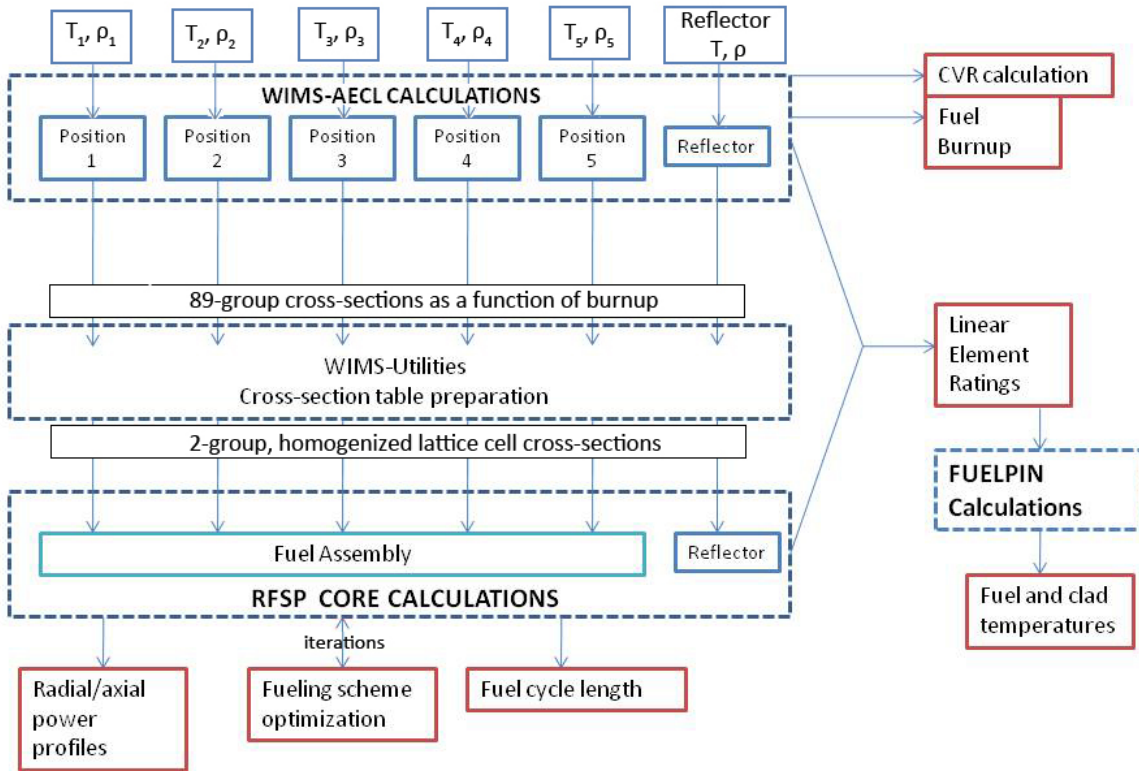 T1, ρ1
T2, ρ2
T3, ρ3
T4, ρ4
T5, ρ5
Reflector
T, ρ
WIMS-AECL CALCULATIONS
Position
1
Position
2
Position
3
Position
4
Position
5
Reflector
CVR calculation
Fuel
Burnup
89-group cross-sections as a function of burnup
WIMS-Utilities
Cross-section table preparation
2-group, homogenized lattice cell cross-sections
Linear
Element
Ratings
FUELPIN
Calculations
Fuel Assembly
Reflector
RFSP CORE CALCULATIONS
Fuel and clad
temperatures
iterations
Radial/axial
power
profiles
Fueling scheme
optimization
Fuel cycle length